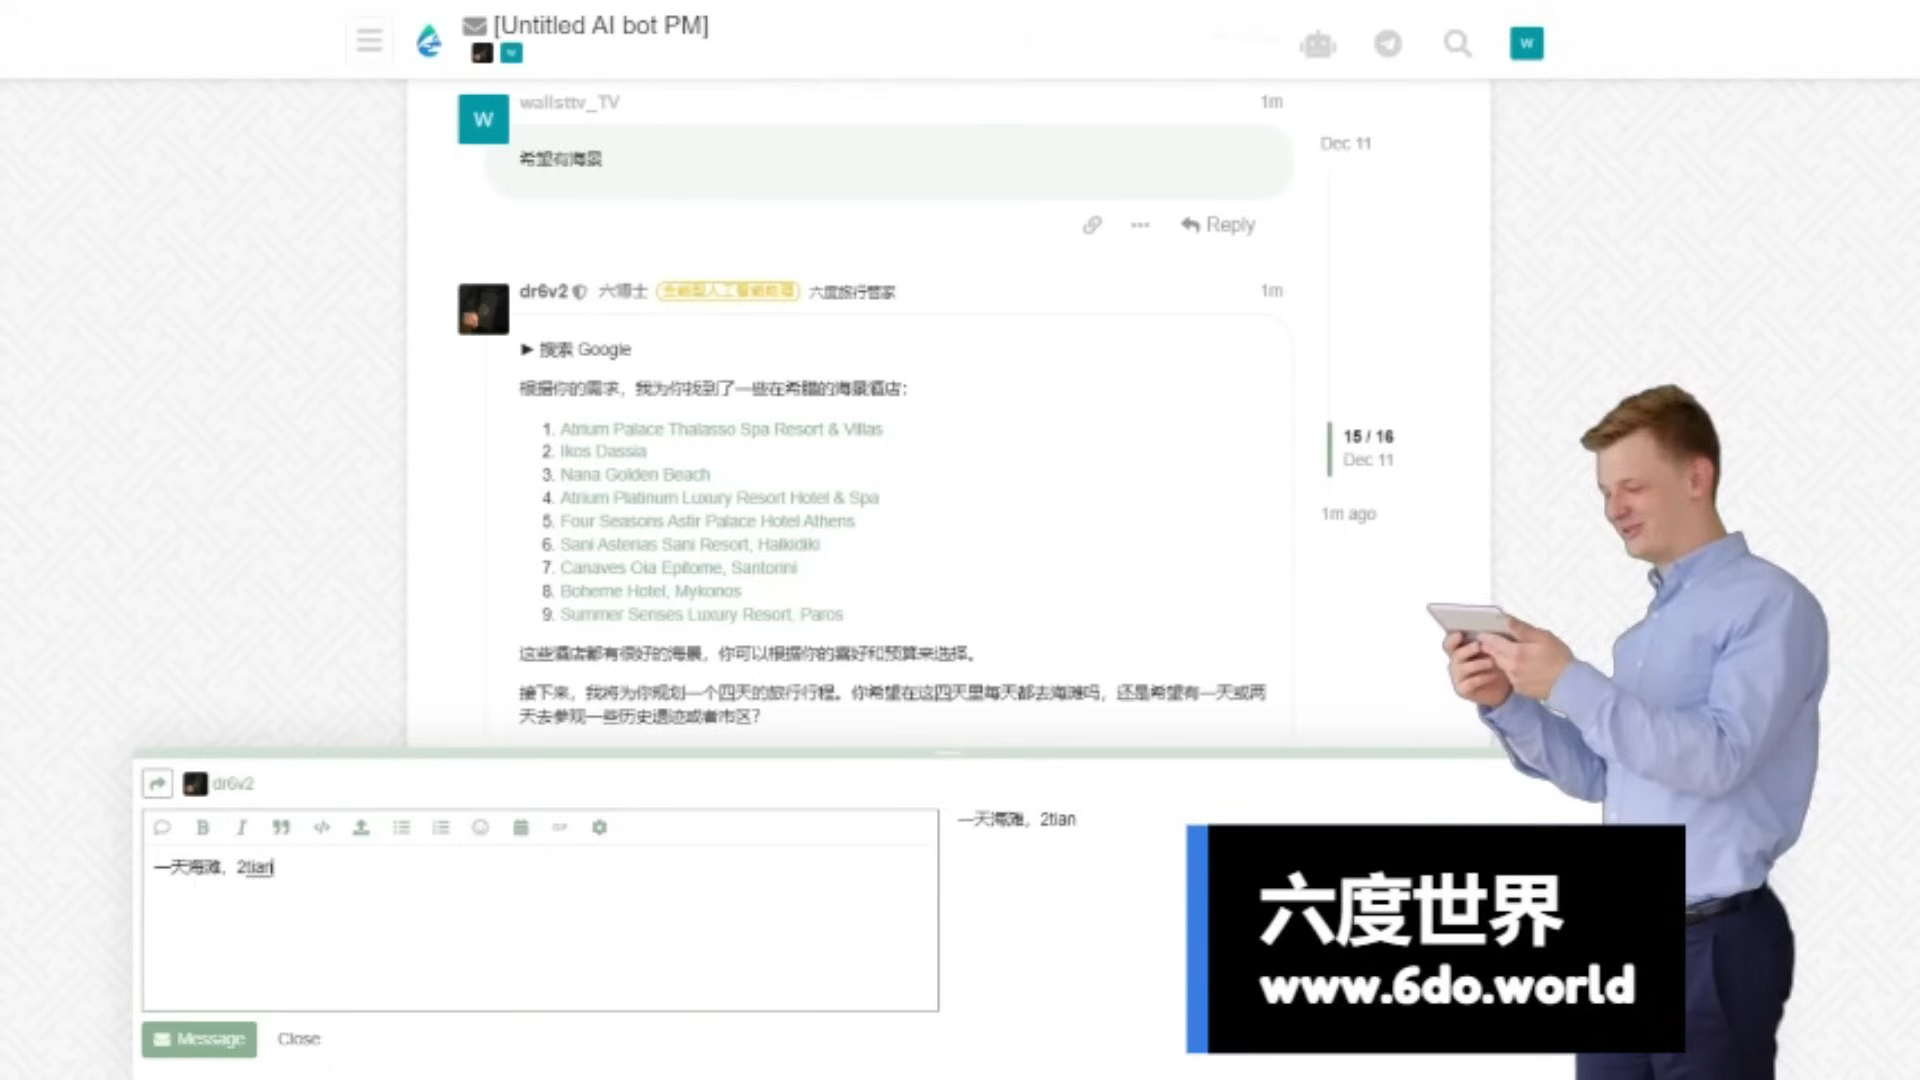 [Untitled AI bot PM]
W
W
wallsttv_TV
1m
W
希望有海景
Dec 11
Reply
dr6v2 六博士 全能型人工智能助理 六度旅行管家
1m
▶ 搜索 Google
根据你的需求，我为你找到了一些在希腊的海景酒店：
1. Atrium Palace Thalasso Spa Resort & Villas
2. Ikos Dassia
3. Nana Golden Beach
4. Atrium Platinum Luxury Resort Hotel & Spa
5. Four Seasons Astir Palace Hotel Athens
6. Sani Asterias Sani Resort, Halkidiki
7. Canaves Oia Epitome, Santorini
8. Boheme Hotel, Mykonos
9. Summer Senses Luxury Resort, Paros
15 / 16
Dec 11
1m ago
这些酒店都有很好的海景，你可以根据你的喜好和预算来选择。
接下来，我将为你规划一个四天的旅行行程。你希望在这四天里每天都去海滩吗，还是希望有一天或两
天去参观一些历史遗迹或者市区？
dr6v2
一天海滩，2tian
一天海滩，2tian
Message
Close
六度世界
www.6do.world